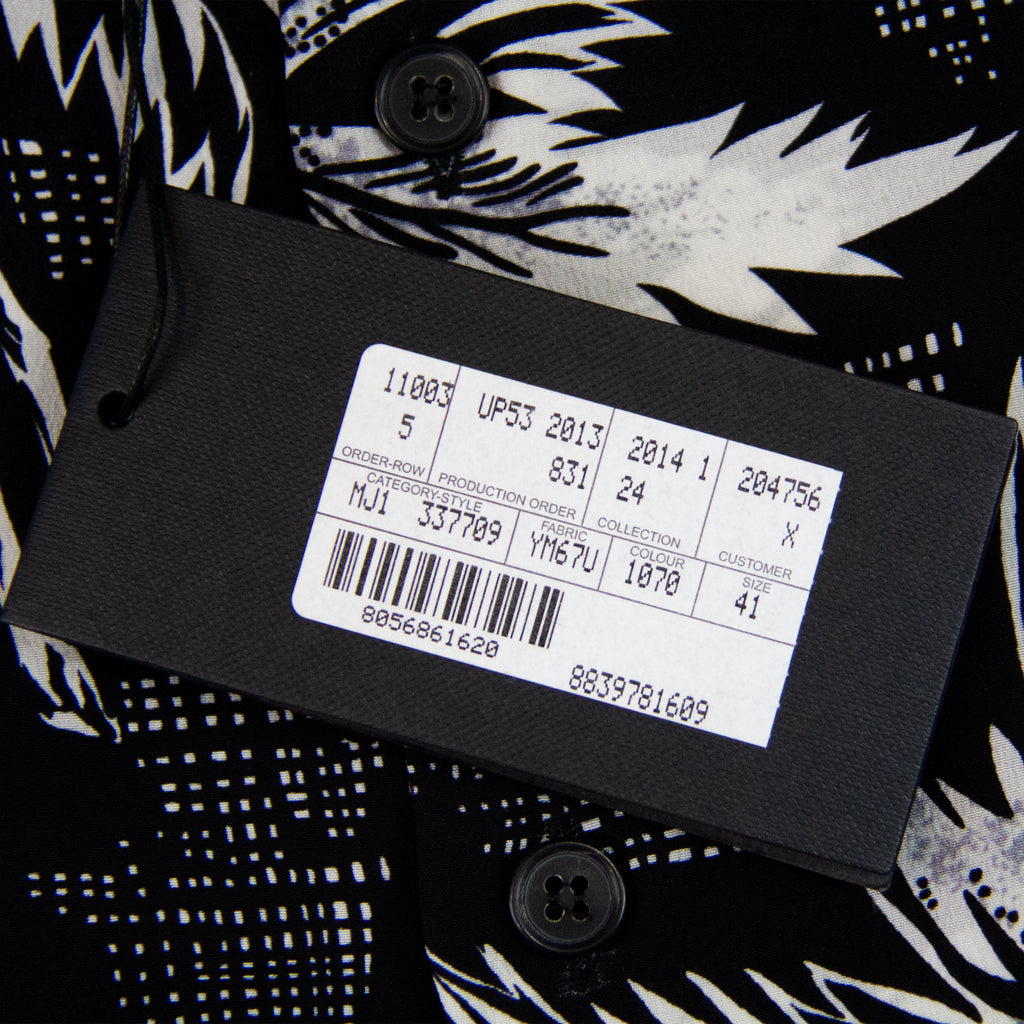 11003 UP53 2013 2014 1 204756
5 831 24 X
ORDER-ROW PRODUCTION ORDER COLLECTION CUSTOMER
CATEGORY-STYLE FABRIC COLOUR SIZE
MJ1 337709 YM67U 1070 41
8056861620
8839781609